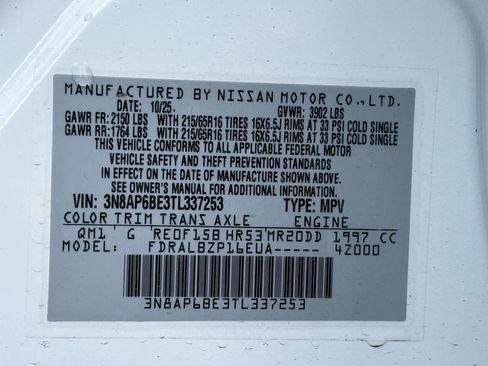 MANUFACTURED BY NISSAN MOTOR CO.,LTD.
DATE: 10/25. GVWR: 3902 LBS
GAWR FR: 2150 LBS WITH 215/65R16 TIRES 16X6.5J RIMS AT 33 PSI COLD SINGLE
GAWR RR: 1764 LBS WITH 215/65R16 TIRES 16X6.5J RIMS AT 33 PSI COLD SINGLE
THIS VEHICLE CONFORMS TO ALL APPLICABLE FEDERAL MOTOR
VEHICLE SAFETY AND THEFT PREVENTION STANDARDS
IN EFFECT ON THE DATE OF MANUFACTURE SHOWN ABOVE.
SEE OWNER'S MANUAL FOR ADDITIONAL INFORMATION.
VIN: 3N8AP6BE3TL337253 TYPE: MPV
COLOR TRIM TRANS AXLE ENGINE
QM1 G RE0F15B HR53 MR20DD 1997 CC
MODEL: FDRALBZP16EUA—— 4Z000
3N8AP6BE3TL337253